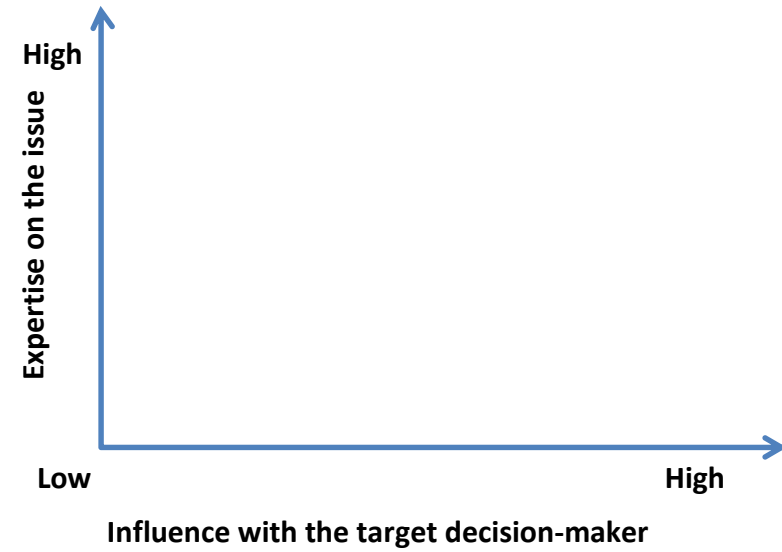 High
Expertise on the issue
Low
High
Influence with the target decision-maker